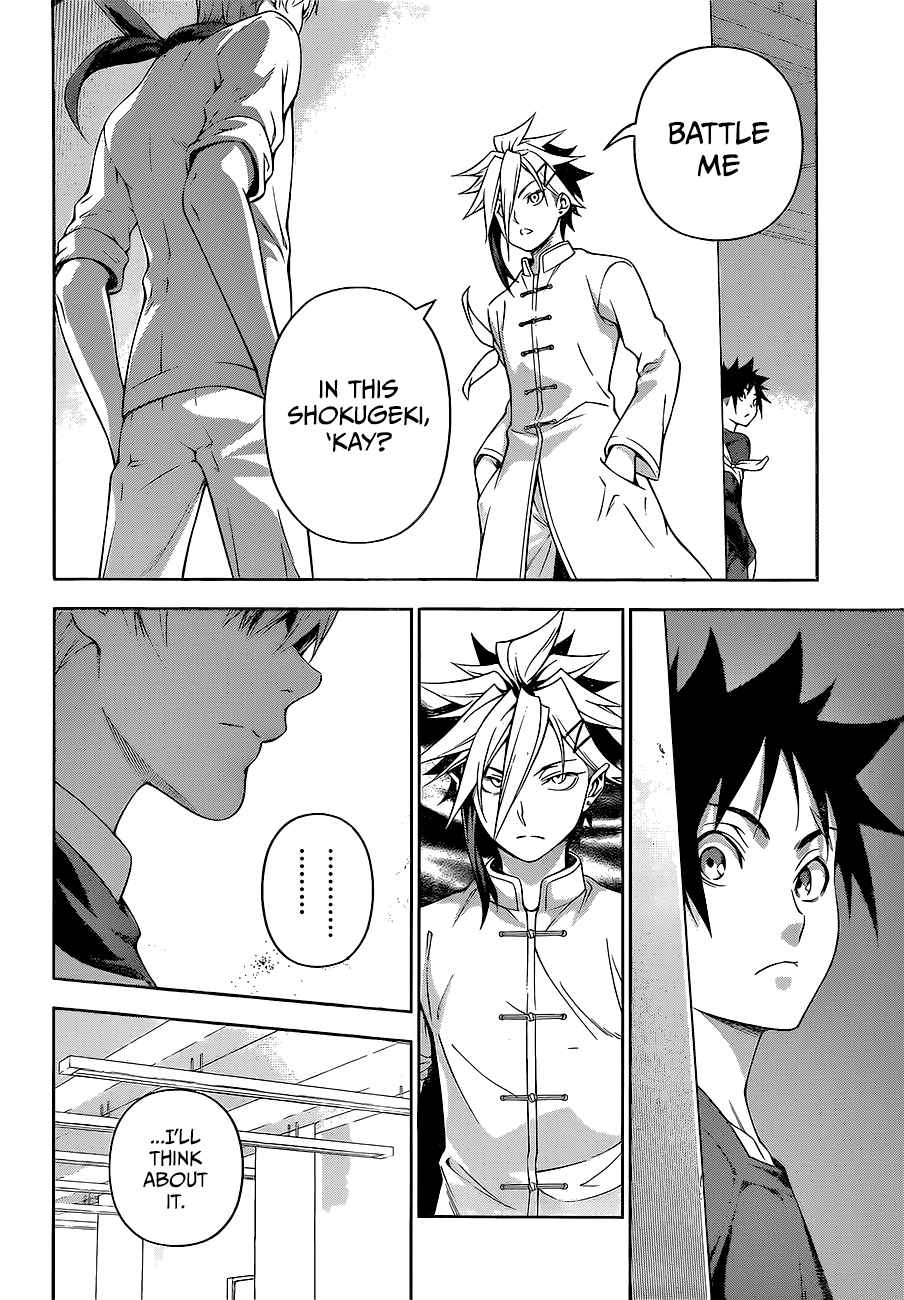 BATTLE
ME
IN THIS
SHOKUGEKI,
'KAY?
.......
........
...I'LL
THINK
ABOUT
IT.